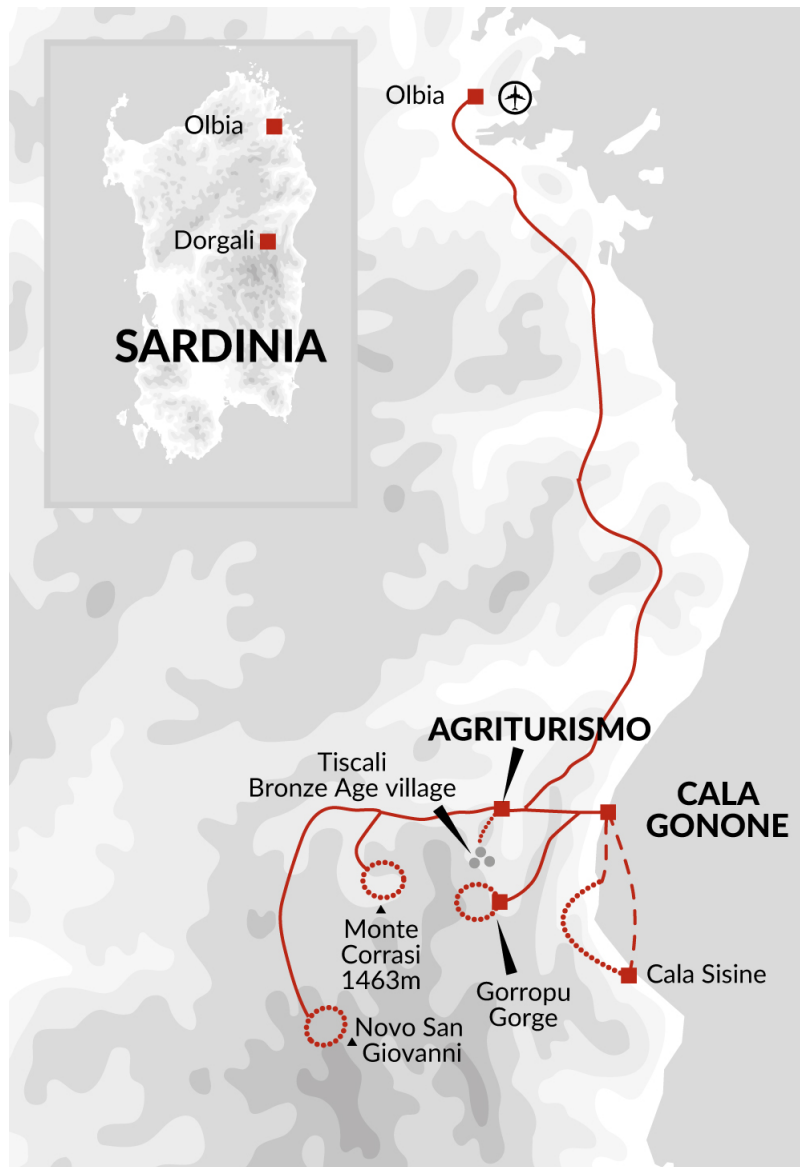 Olbia
Olbia
Dorgali
SARDINIA
AGRITURISMO
Tiscali
Bronze Age village
CALA
GONONE
Monte
Corrasi
1463m
Gorropu
Gorge
Cala Sisine
Novo San
Giovanni